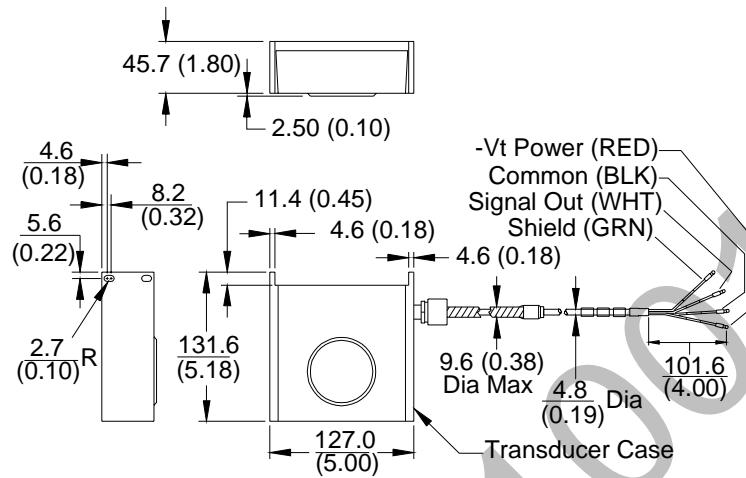 45.7 (1.80)
2.50 (0.10)
-Vt Power (RED)
Common (BLK)
Signal Out (WHT)
Shield (GRN)
4.6
(0.18)
8.2
(0.32)
11.4 (0.45)
4.6 (0.18)
4.6 (0.18)
5.6
(0.22)
2.7
(0.10) R
131.6
(5.18)
9.6 (0.38)
Dia Max
4.8
(0.19) Dia
101.6
(4.00)
127.0
(5.00)
Transducer Case